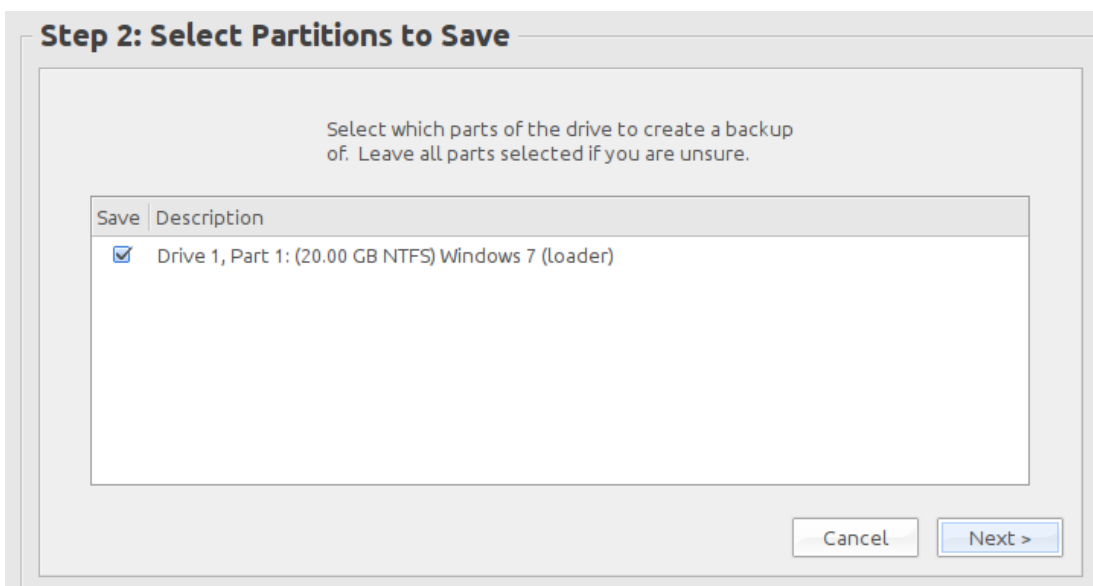 Step 2: Select Partitions to Save
Select which parts of the drive to create a backup
of. Leave all parts selected if you are unsure.
Save Description
Drive 1, Part 1: (20.00 GB NTFS) Windows 7 (loader)
Cancel Next >